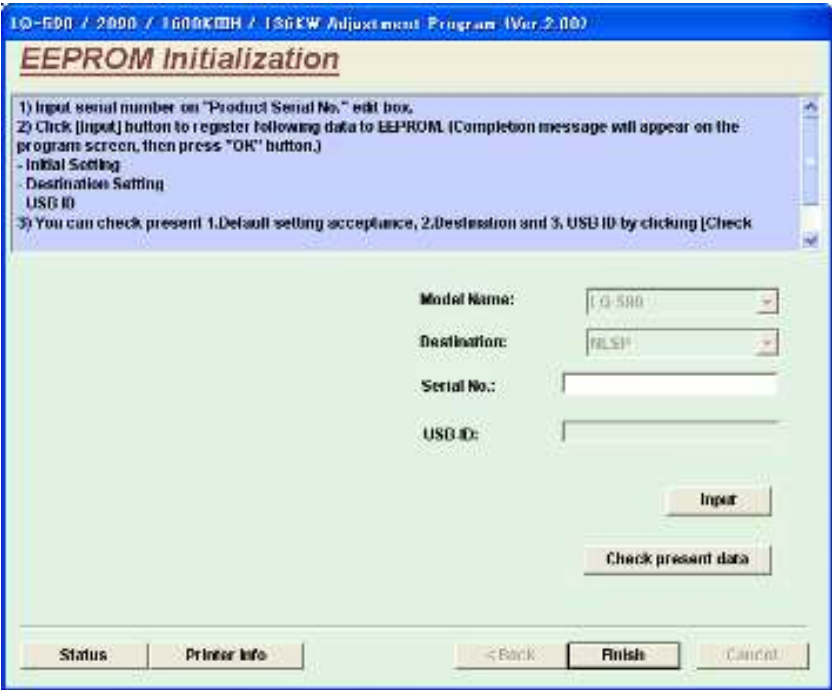 LQ-590 / 2090 / 1600KⅢH / 136KW Adjustment Program (Ver.2.00)
EEPROM Initialization
1) Input serial number on "Product Serial No." edit box.
2) Click [Input] button to register following data to EEPROM. (Completion message will appear on the
program screen, then press "OK" button.)
- Initial Setting
- Destination Setting
USB ID
3) You can check present 1.Default setting acceptance, 2.Destination and 3. USB ID by clicking [Check
Model Name: LQ-590
Destination: NLSP
Serial No.:
USB ID:
Input
Check present data
Status Printer Info < Back Finish Cancel